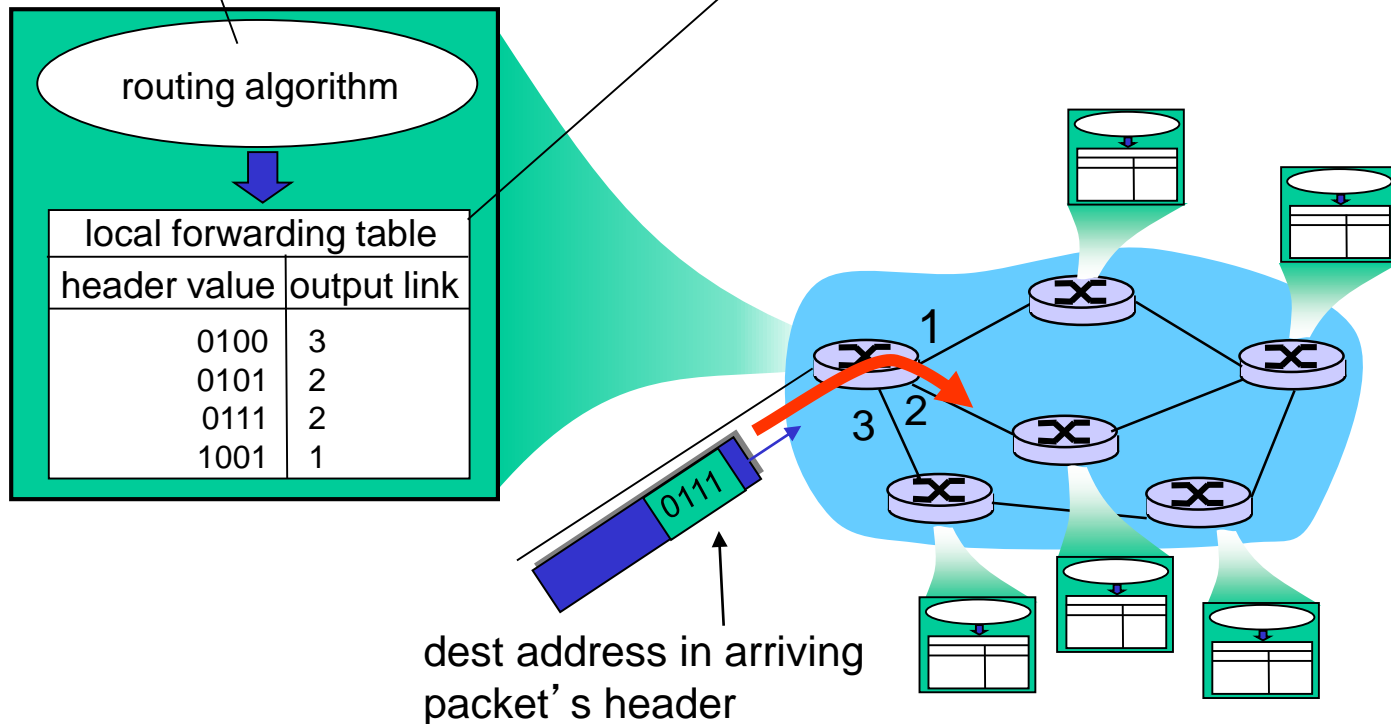 routing algorithm
local forwarding table
header value output link
0100 3
0101 2
0111 2
1001 1
1
2
3
0111
dest address in arriving
packet’s header